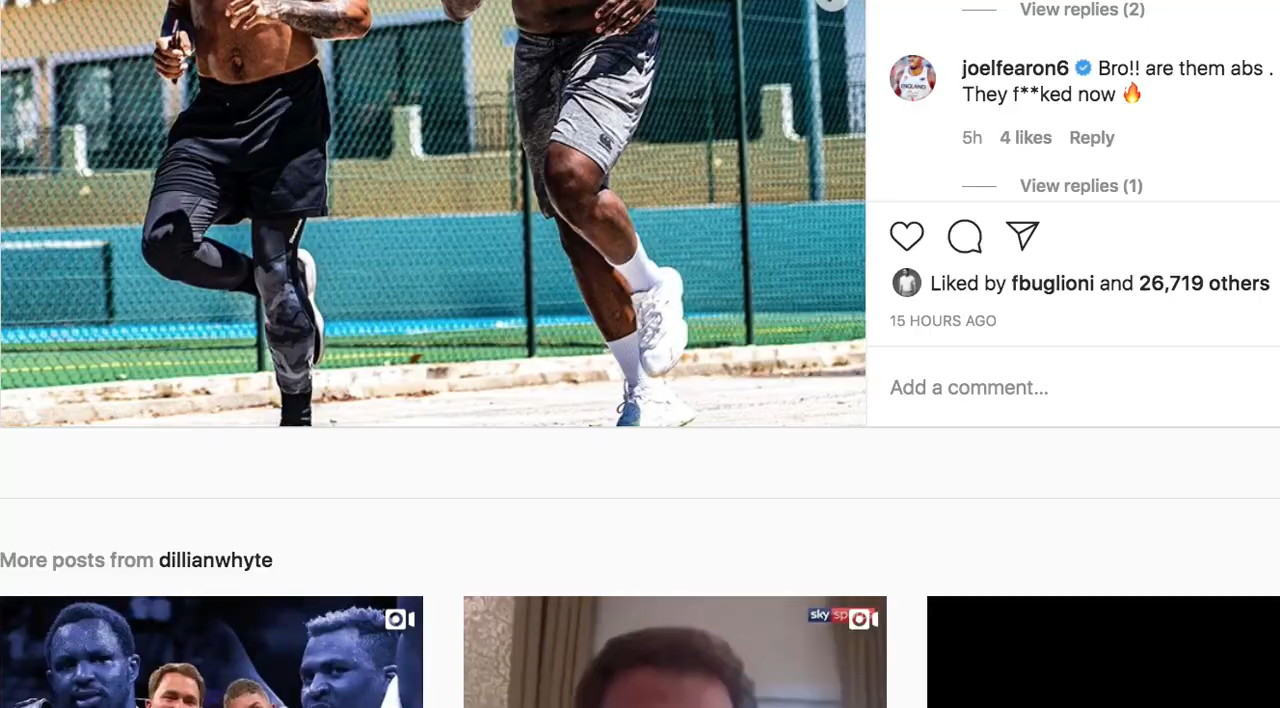 View replies (2)
joelfearon6 Bro!! are them abs .
They f**ked now 🔥
5h 4 likes Reply
View replies (1)
Liked by fbuglioni and 26,719 others
15 HOURS AGO
Add a comment...
More posts from dillianwhyte
sky sp